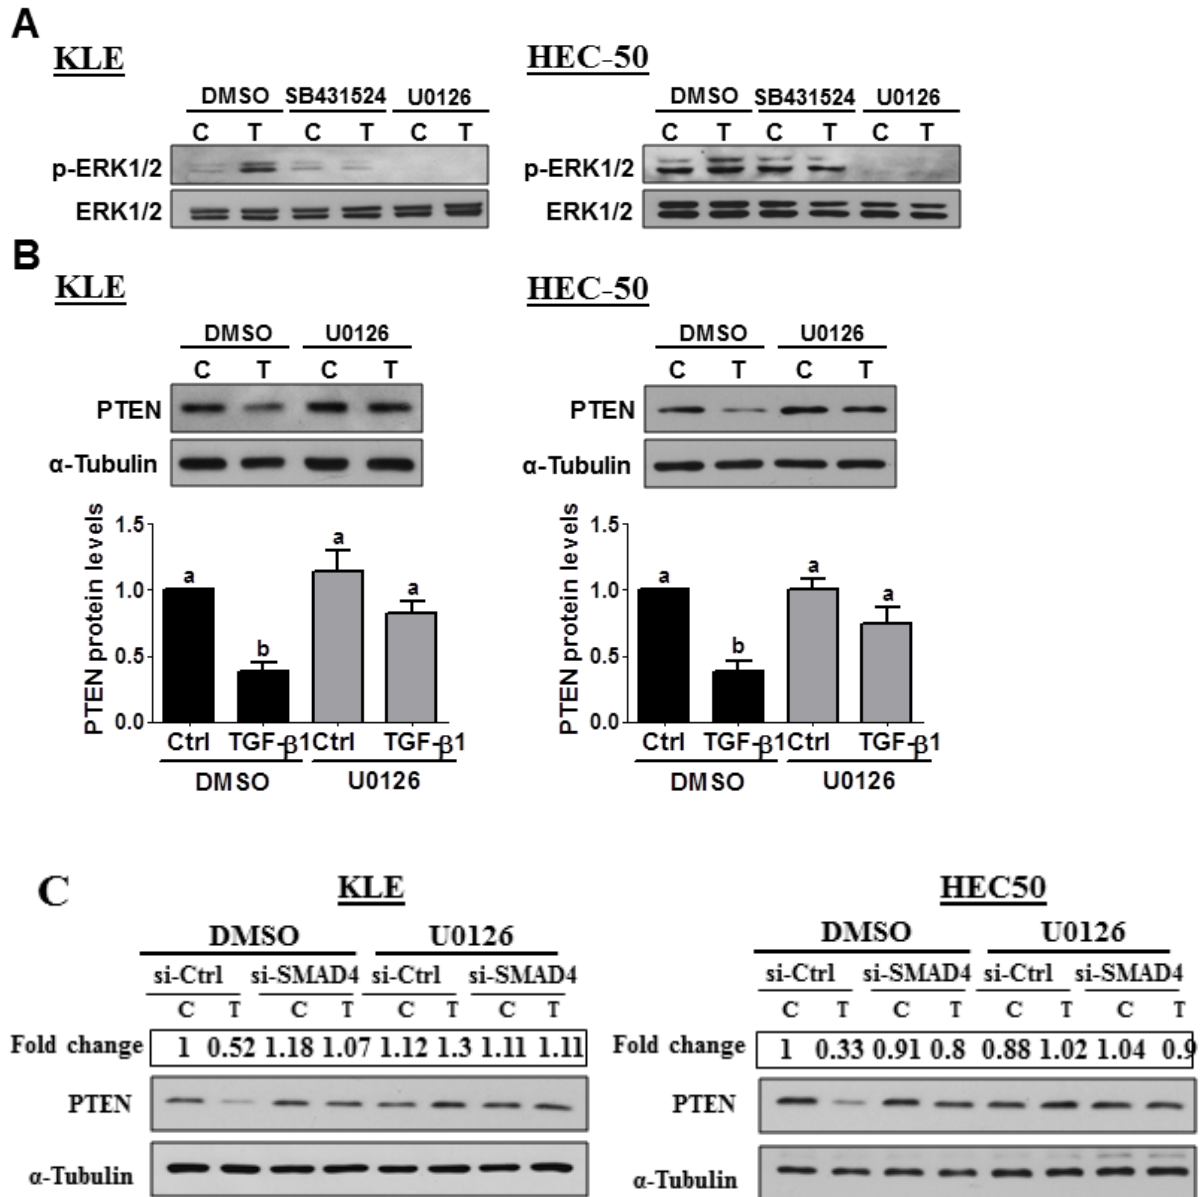 A
KLE
HEC-50
DMSO SB431524 U0126
DMSO SB431524 U0126
C T C T C T
C T C T C T
p-ERK1/2
p-ERK1/2
ERK1/2
ERK1/2
B
KLE
HEC-50
DMSO U0126
DMSO U0126
C T C T
C T C T
PTEN
PTEN
α-Tubulin
α-Tubulin
PTEN protein levels
1.5
1.0
0.5
0.0
a
b
a
a
Ctrl TGF-β1 Ctrl TGF-β1
DMSO U0126
PTEN protein levels
1.5
1.0
0.5
0.0
a
b
a
a
Ctrl TGF-β1 Ctrl TGF-β1
DMSO U0126
C
KLE
DMSO U0126
si-Ctrl si-SMAD4 si-Ctrl si-SMAD4
C T C T C T C T
Fold change 1 0.52 1.18 1.07 1.12 1.3 1.11 1.11
PTEN
α-Tubulin
HEC50
DMSO U0126
si-Ctrl si-SMAD4 si-Ctrl si-SMAD4
C T C T C T C T
Fold change 1 0.33 0.91 0.8 0.88 1.02 1.04 0.9
PTEN
α-Tubulin